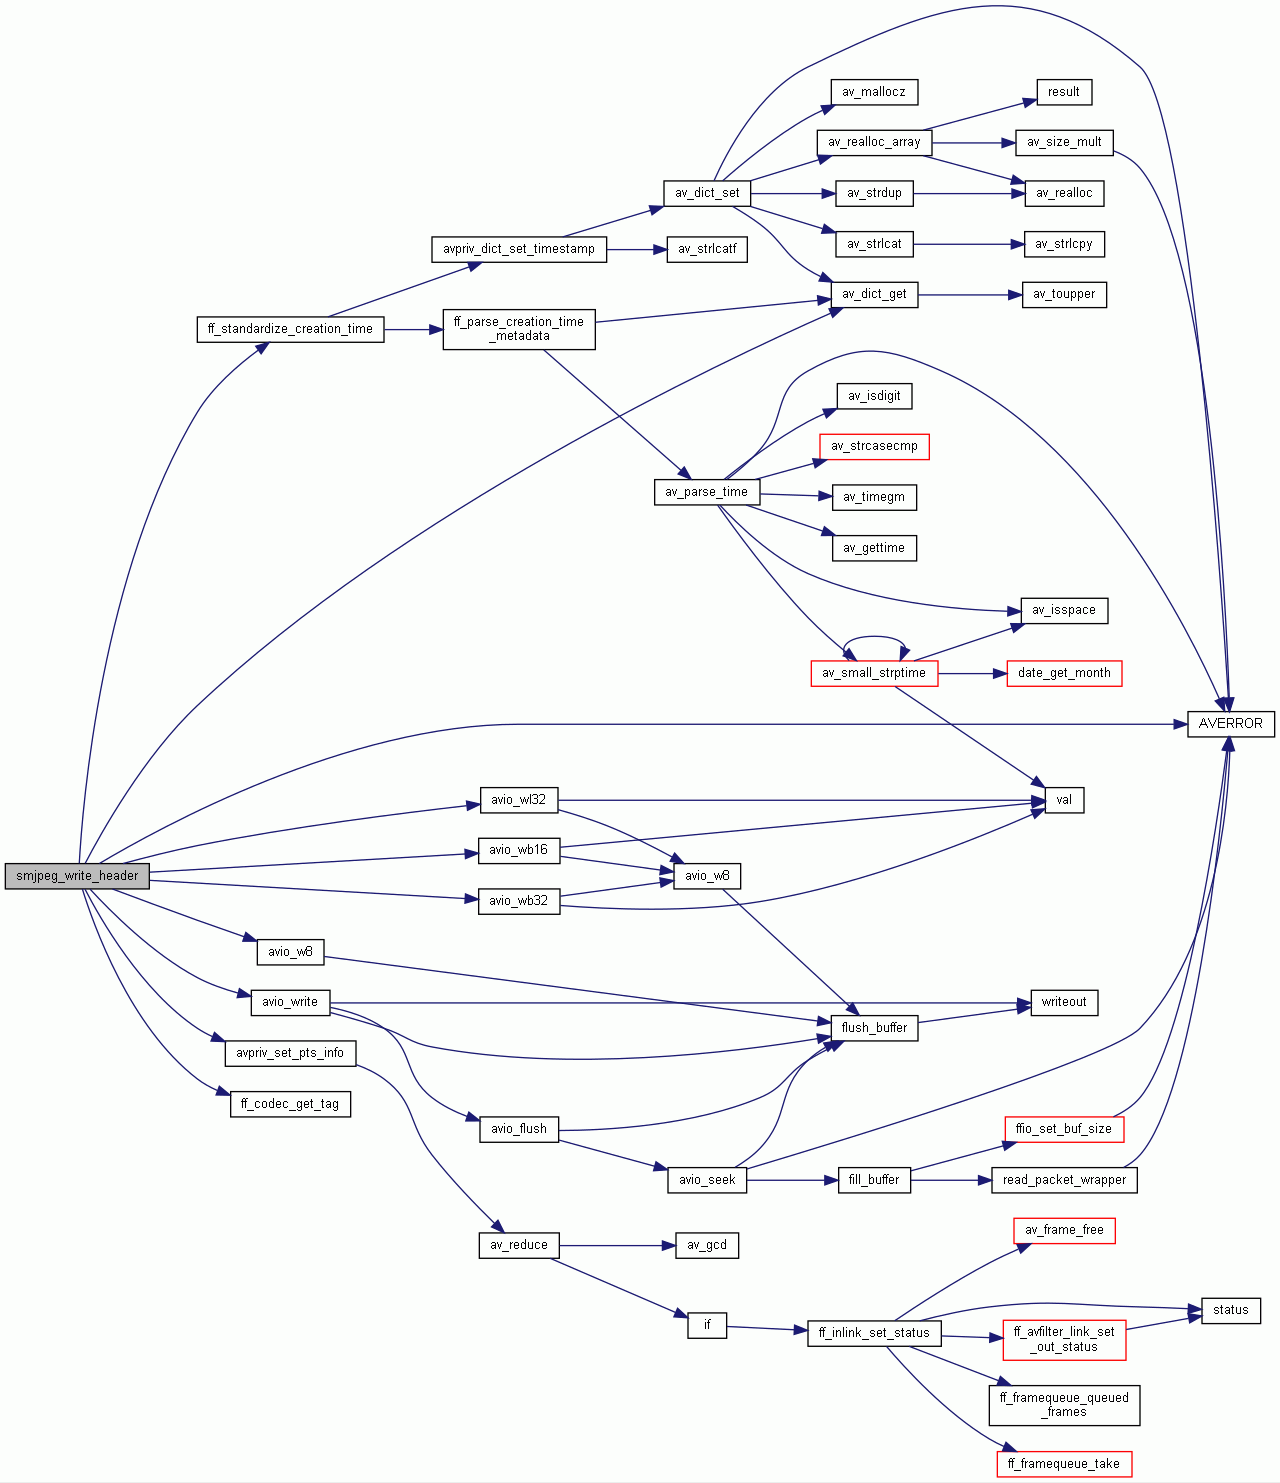 av_mallocz
result
av_realloc_array
av_size_mult
av_dict_set
av_strdup
av_realloc
avpriv_dict_set_timestamp
av_strlcatf
av_strlcat
av_strlcpy
av_dict_get
av_toupper
ff_standardize_creation_time
ff_parse_creation_time
_metadata
av_isdigit
av_strcasecmp
av_parse_time
av_timegm
av_gettime
av_isspace
av_small_strptime
date_get_month
AVERROR
avio_wl32
val
avio_wb16
smjpeg_write_header
avio_w8
avio_wb32
avio_w8
avio_write
writeout
flush_buffer
avpriv_set_pts_info
ff_codec_get_tag
avio_flush
ffio_set_buf_size
avio_seek
fill_buffer
read_packet_wrapper
av_frame_free
av_reduce
av_gcd
status
if
ff_inlink_set_status
ff_avfilter_link_set
_out_status
ff_framequeue_queued
_frames
ff_framequeue_take